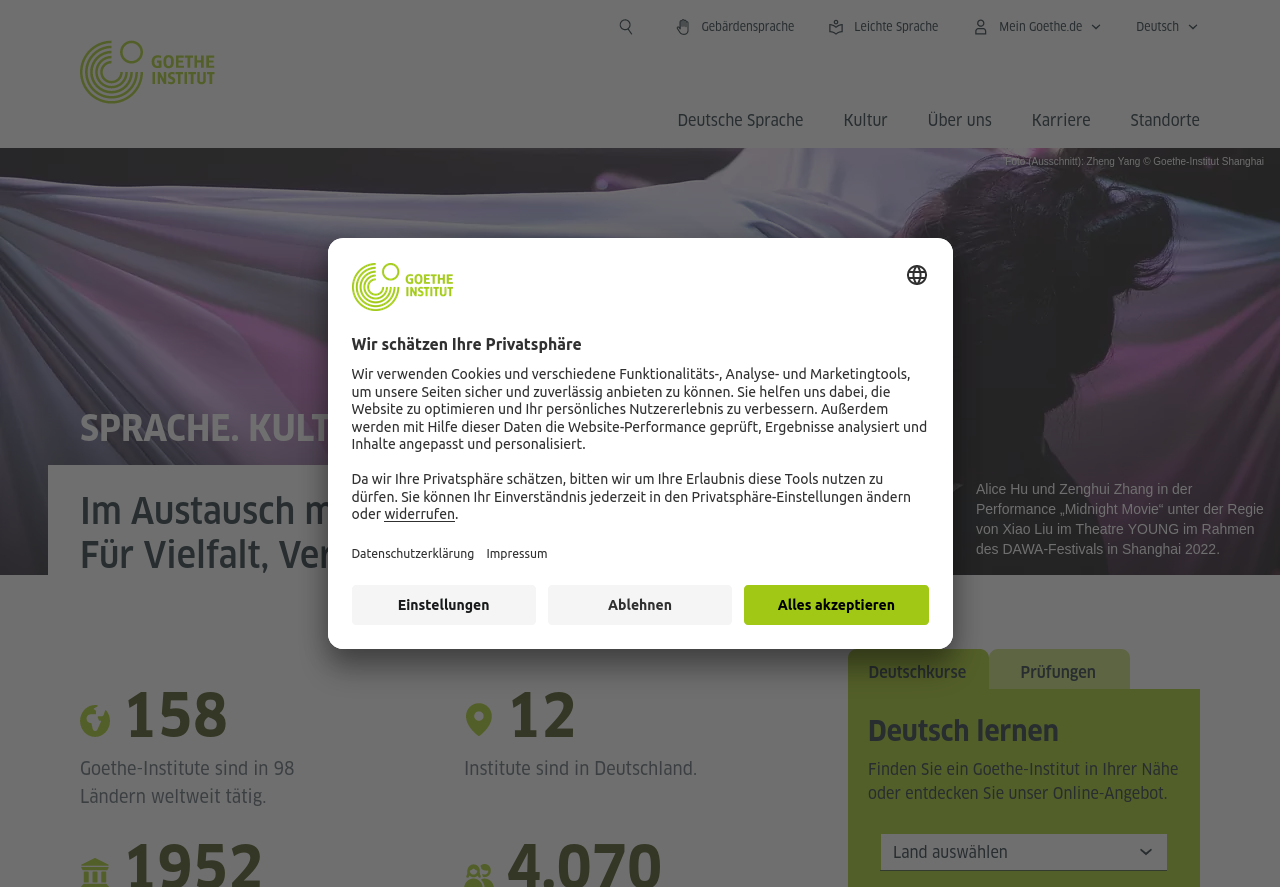 Gebärdensprache
Leichte Sprache
Mein Goethe.de
Deutsch
GOETHE
INSTITUT
Deutsche Sprache
Kultur
Über uns
Karriere
Standorte
Foto (Ausschnitt): Zheng Yang © Goethe-Institut Shanghai
GOETHE
INSTITUT
Wir schätzen Ihre Privatsphäre
Wir verwenden Cookies und verschiedene Funktionalitäts-, Analyse- und Marketingtools,
um unsere Seiten sicher und zuverlässig anbieten zu können. Sie helfen uns dabei, die
Website zu optimieren und Ihr persönliches Nutzererlebnis zu verbessern. Außerdem
werden mit Hilfe dieser Daten die Website-Performance geprüft, Ergebnisse analysiert und
Inhalte angepasst und personalisiert.
Da wir Ihre Privatsphäre schätzen, bitten wir um Ihre Erlaubnis diese Tools nutzen zu
dürfen. Sie können Ihr Einverständnis jederzeit in den Privatsphäre-Einstellungen ändern
oder widerrufen.
Datenschutzerklärung
Impressum
Einstellungen
Ablehnen
Alles akzeptieren
SPRACHE. KULT
Im Austausch m
Für Vielfalt, Ver
Alice Hu und Zenghui Zhang in der
Performance „Midnight Movie“ unter der Regie
von Xiao Liu im Theatre YOUNG im Rahmen
des DAWA-Festivals in Shanghai 2022.
158
Goethe-Institute sind in 98
Ländern weltweit tätig.
12
Institute sind in Deutschland.
1952
4.070
Deutschkurse
Prüfungen
Deutsch lernen
Finden Sie ein Goethe-Institut in Ihrer Nähe
oder entdecken Sie unser Online-Angebot.
Land auswählen